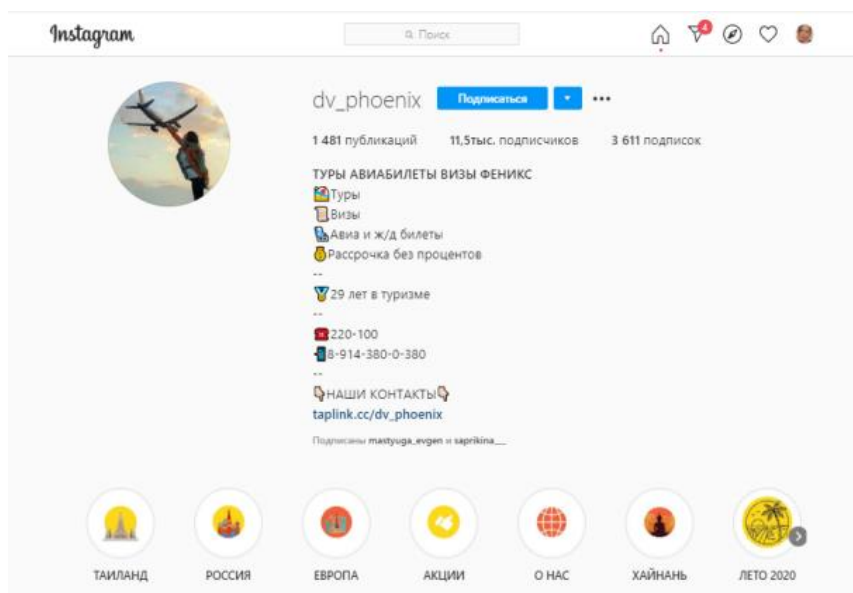 Instagram
Поиск
4
dv_phoenix Подписаться
1 481 публикаций 11,5тыс. подписчиков 3 611 подписок
ТУРЫ АВИАБИЛЕТЫ ВИЗЫ ФЕНИКС
Туры
Визы
Авиа и ж/д билеты
Рассрочка без процентов
--
29 лет в туризме
--
220-100
8-914-380-0-380
--
НАШИ КОНТАКТЫ
taplink.cc/dv_phoenix
Подписаны mastyuga_evgen и saprikina__
ТАИЛАНД РОССИЯ ЕВРОПА АКЦИИ О НАС ХАЙНАНЬ ЛЕТО 2020